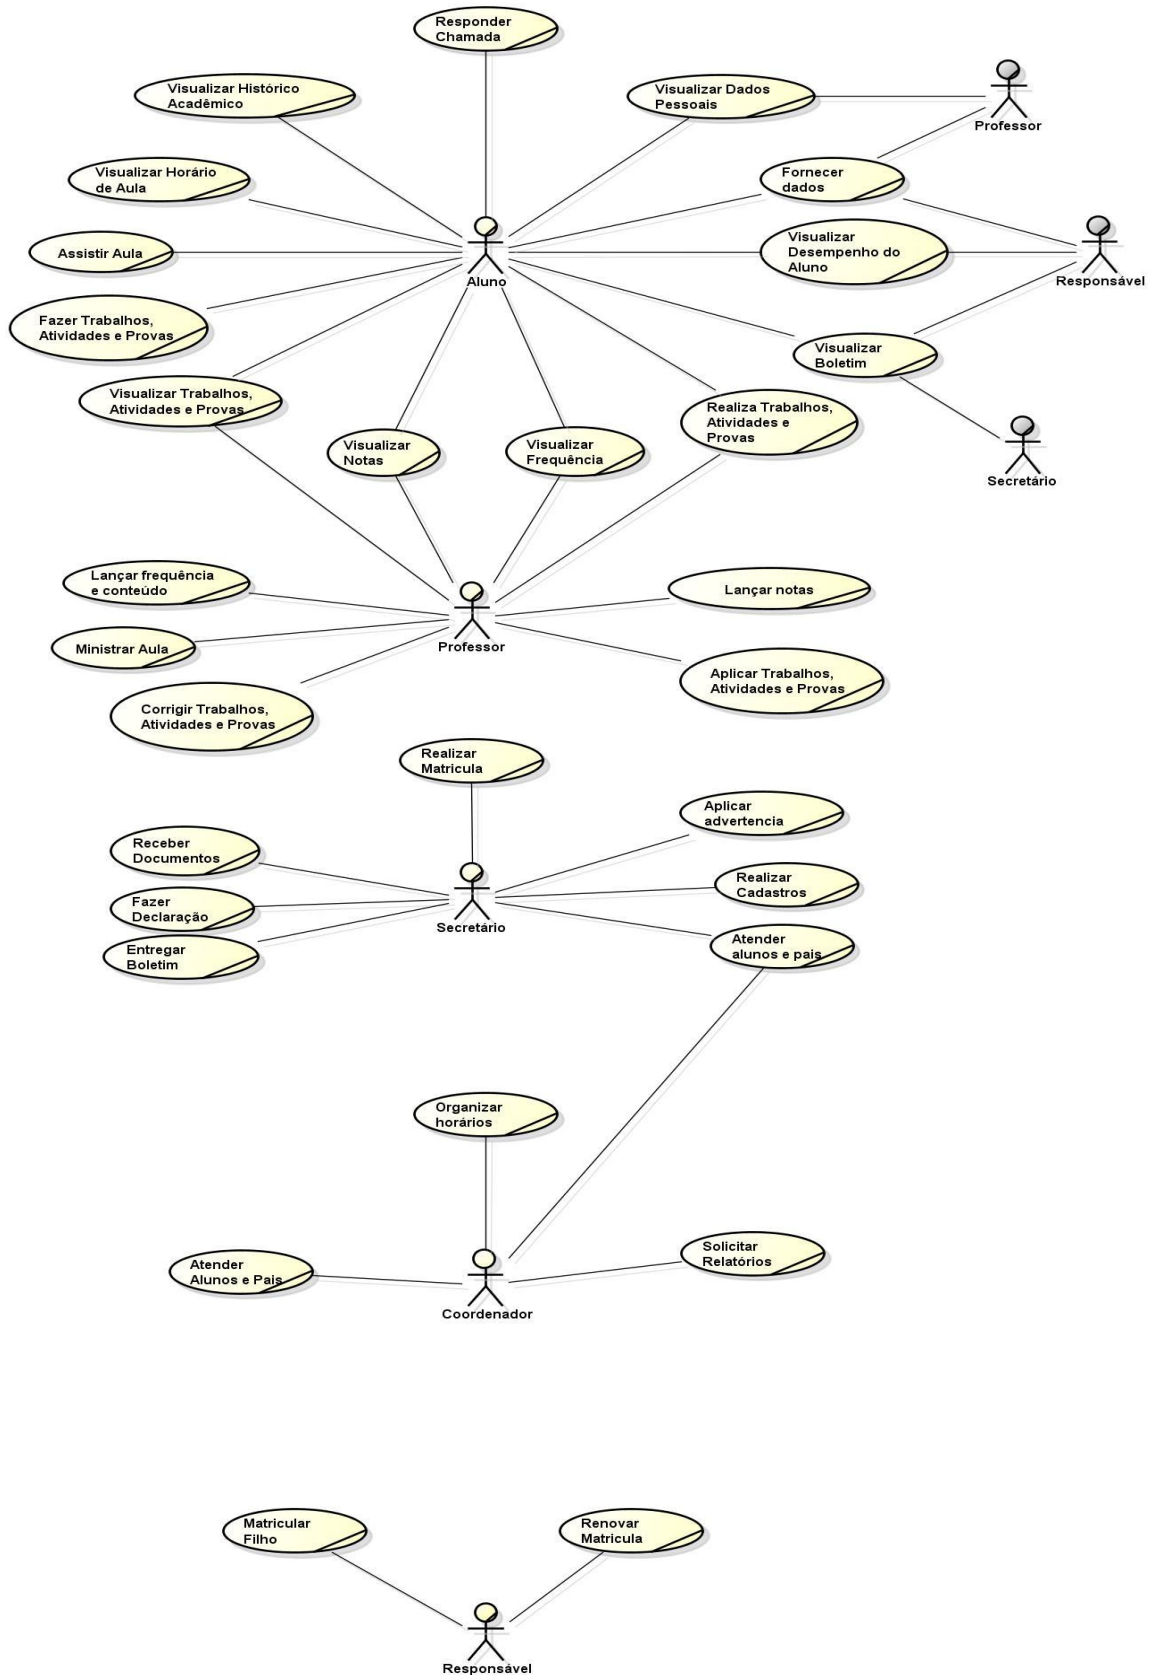 Responder
Chamada
Visualizar Histórico
Acadêmico
Visualizar Dados
Pessoais
Professor
Visualizar Horário
de Aula
Fornecer
dados
Assistir Aula
Aluno
Visualizar
Desempenho do
Aluno
Responsável
Fazer Trabalhos,
Atividades e Provas
Visualizar
Boletim
Visualizar Trabalhos,
Atividades e Provas
Visualizar
Notas
Visualizar
Frequência
Realiza Trabalhos,
Atividades e
Provas
Secretário
Lançar frequência
e conteúdo
Lançar notas
Ministrar Aula
Professor
Corrigir Trabalhos,
Atividades e Provas
Aplicar Trabalhos,
Atividades e Provas
Realizar
Matricula
Aplicar
advertencia
Receber
Documentos
Realizar
Cadastros
Fazer
Declaração
Secretário
Entregar
Boletim
Atender
alunos e pais
Organizar
horários
Atender
Alunos e Pais
Solicitar
Relatórios
Coordenador
Matricular
Filho
Renovar
Matricula
Responsável